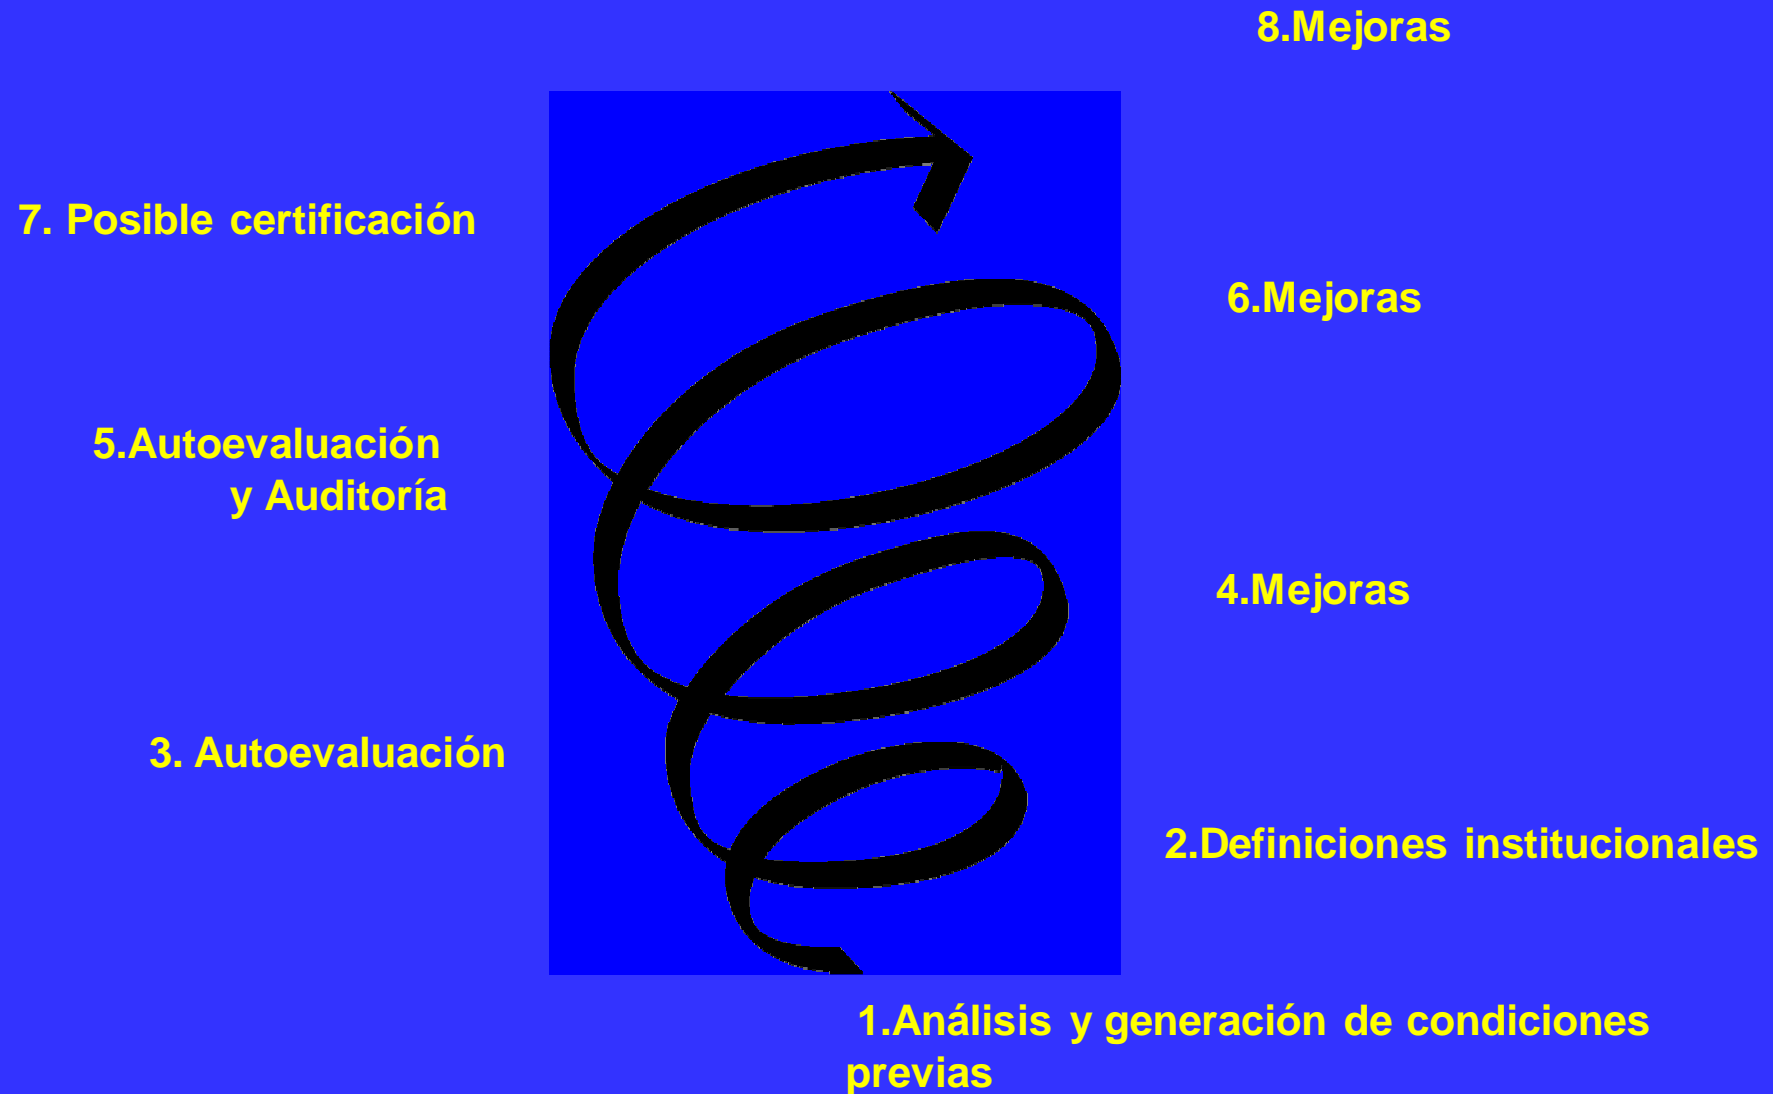 8.Mejoras
7. Posible certificación
6.Mejoras
5.Autoevaluación
y Auditoría
4.Mejoras
3. Autoevaluación
2.Definiciones institucionales
1.Análisis y generación de condiciones
previas